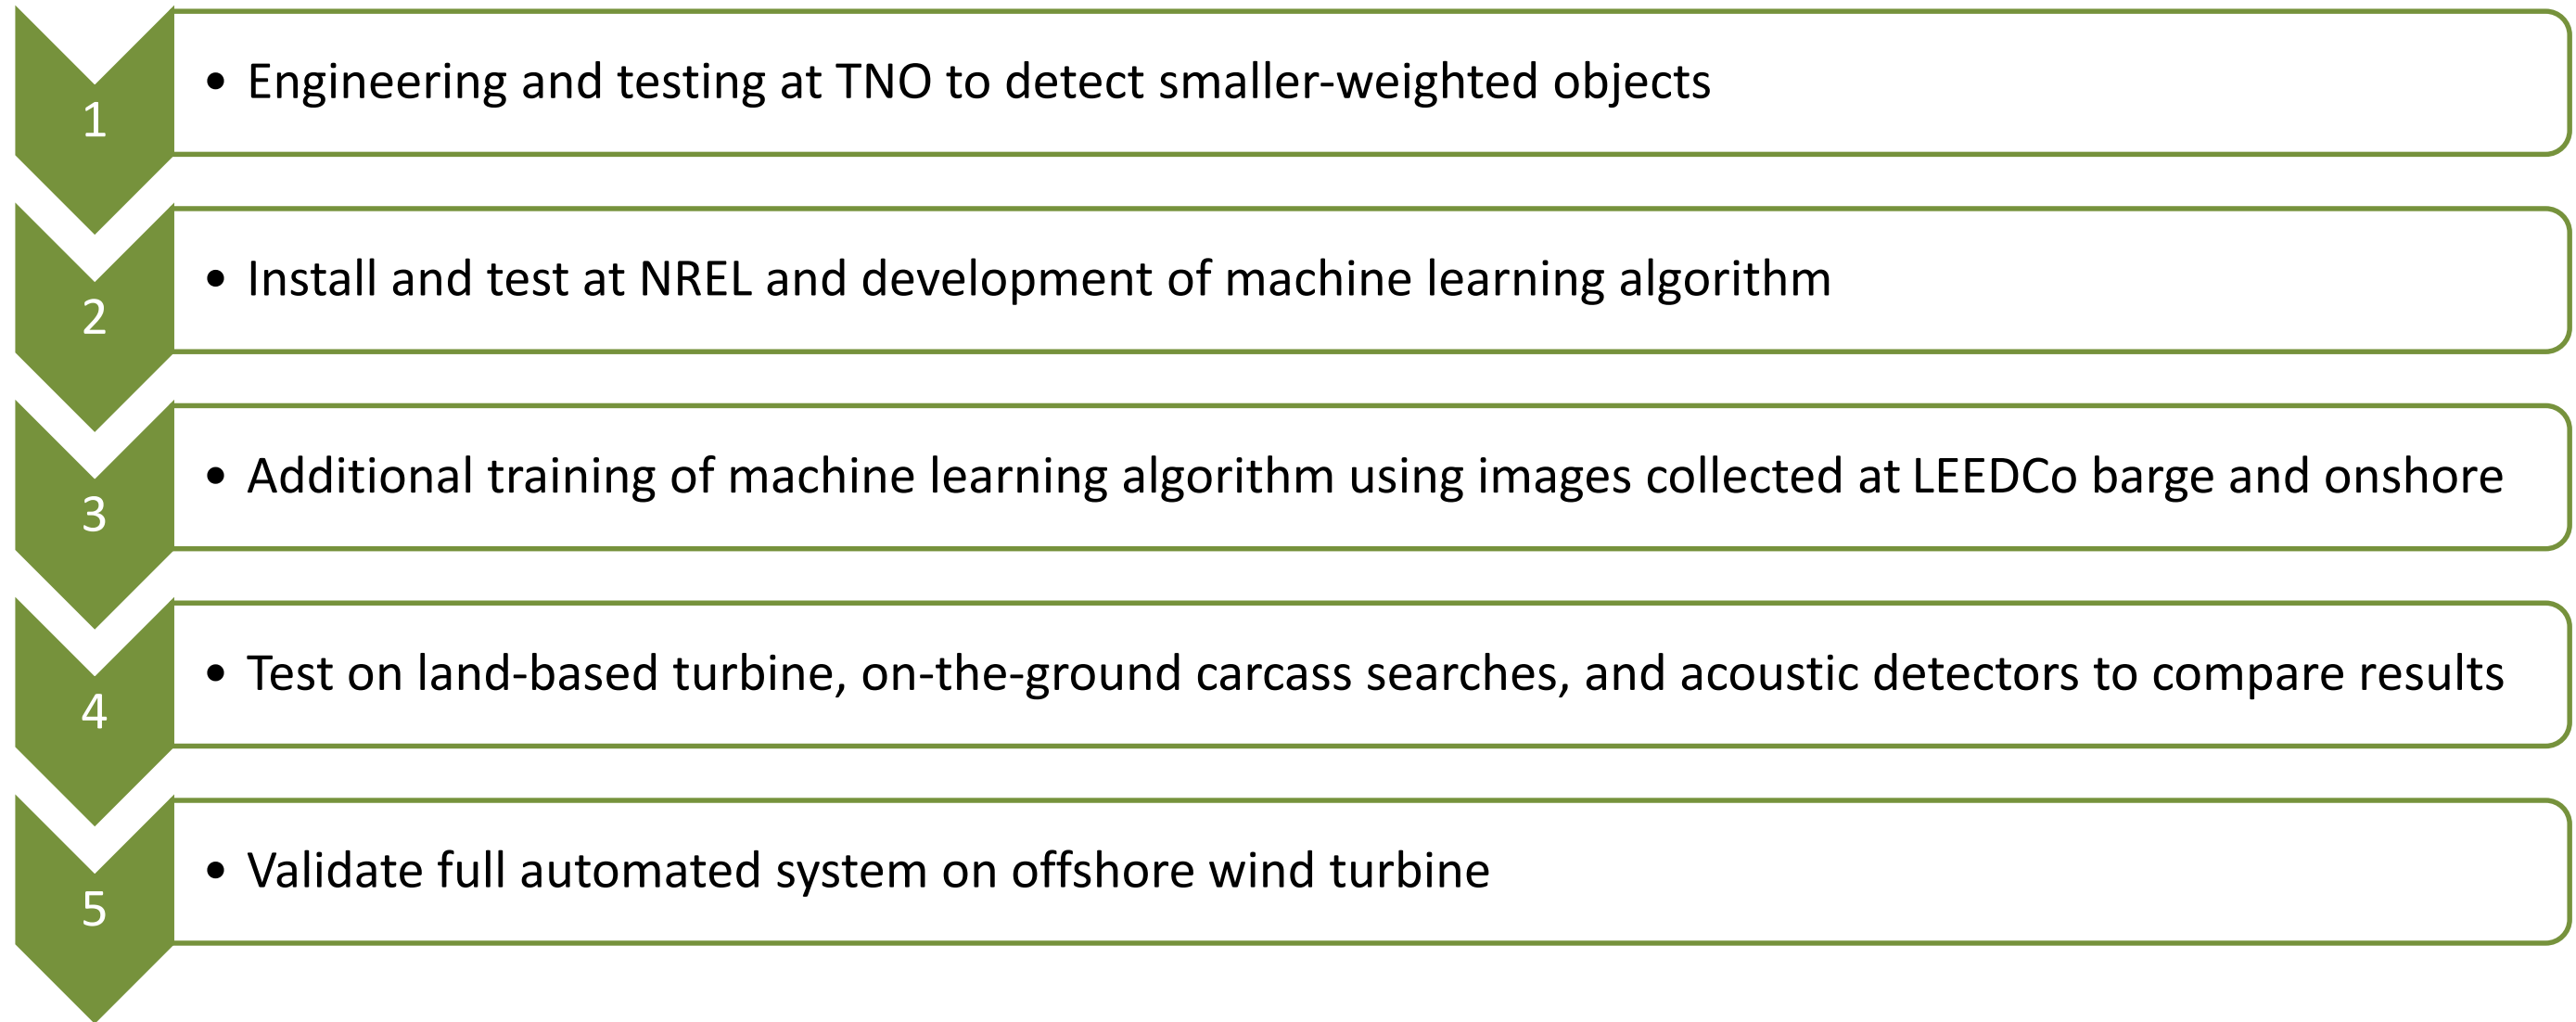 1
• Engineering and testing at TNO to detect smaller-weighted objects
2
• Install and test at NREL and development of machine learning algorithm
3
• Additional training of machine learning algorithm using images collected at LEEDCo barge and onshore
4
• Test on land-based turbine, on-the-ground carcass searches, and acoustic detectors to compare results
5
• Validate full automated system on offshore wind turbine